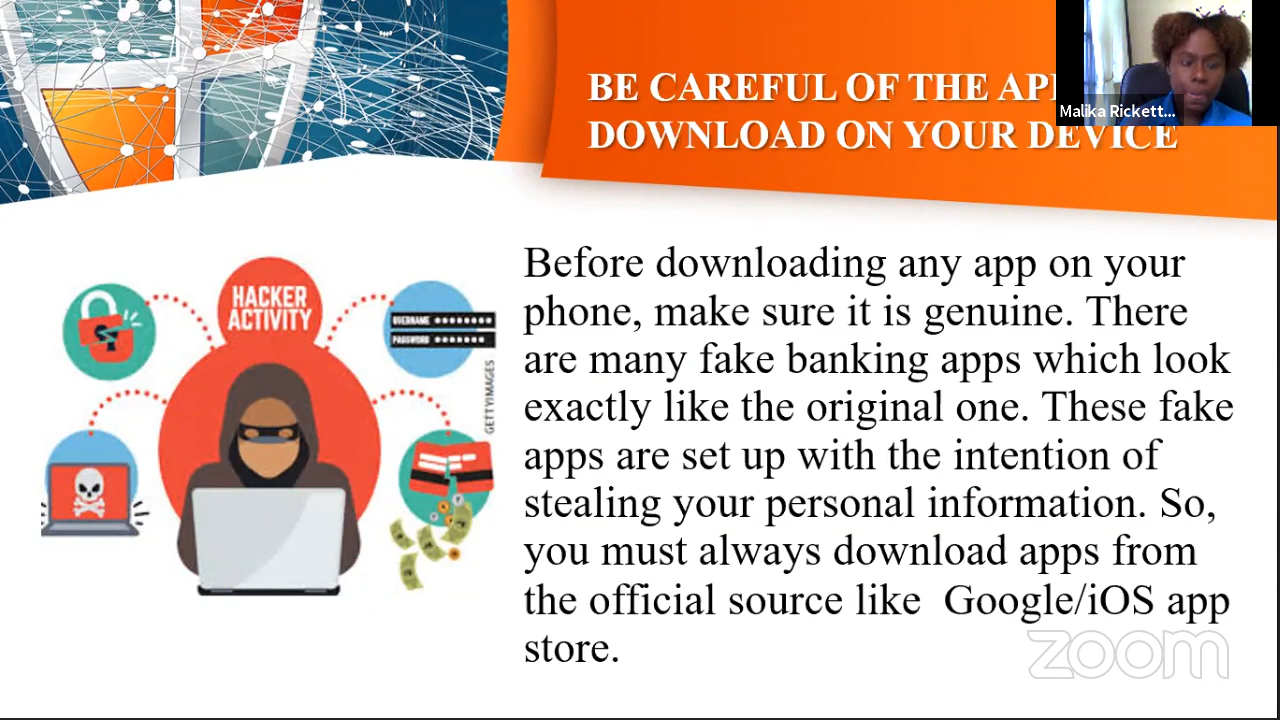 BE CAREFUL OF THE
DOWNLOAD ON YOUR DEVICE
Malika Rickett...
HACKER
ACTIVITY
USERNAME
PASSWORD
GETTYIMAGES
Before downloading any app on your
phone, make sure it is genuine. There
are many fake banking apps which look
exactly like the original one. These fake
apps are set up with the intention of
stealing your personal information. So,
you must always download apps from
the official source like Google/iOS app
store.
zoom